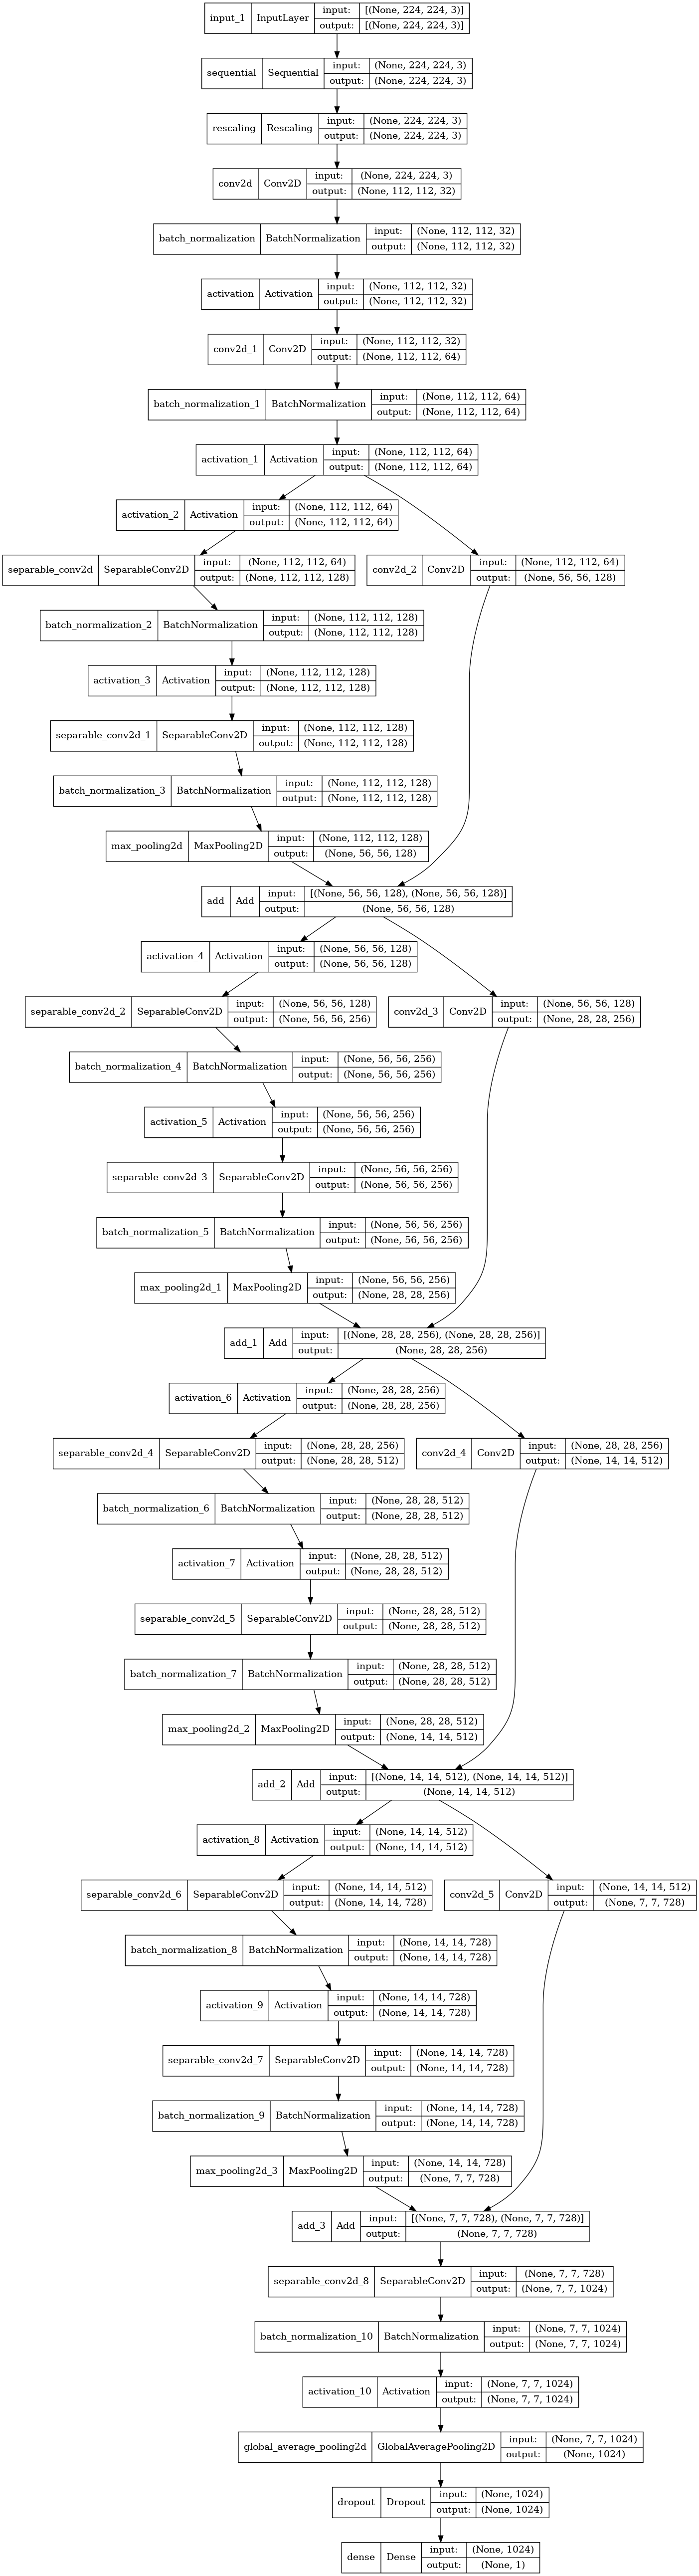 input_1 InputLayer input: [(None, 224, 224, 3)]
output: [(None, 224, 224, 3)]
sequential Sequential input: (None, 224, 224, 3)
output: (None, 224, 224, 3)
rescaling Rescaling input: (None, 224, 224, 3)
output: (None, 224, 224, 3)
conv2d Conv2D input: (None, 224, 224, 3)
output: (None, 112, 112, 32)
batch_normalization BatchNormalization input: (None, 112, 112, 32)
output: (None, 112, 112, 32)
activation Activation input: (None, 112, 112, 32)
output: (None, 112, 112, 32)
conv2d_1 Conv2D input: (None, 112, 112, 32)
output: (None, 112, 112, 64)
batch_normalization_1 BatchNormalization input: (None, 112, 112, 64)
output: (None, 112, 112, 64)
activation_1 Activation input: (None, 112, 112, 64)
output: (None, 112, 112, 64)
activation_2 Activation input: (None, 112, 112, 64)
output: (None, 112, 112, 64)
separable_conv2d SeparableConv2D input: (None, 112, 112, 64)
output: (None, 112, 112, 128)
conv2d_2 Conv2D input: (None, 112, 112, 64)
output: (None, 56, 56, 128)
batch_normalization_2 BatchNormalization input: (None, 112, 112, 128)
output: (None, 112, 112, 128)
activation_3 Activation input: (None, 112, 112, 128)
output: (None, 112, 112, 128)
separable_conv2d_1 SeparableConv2D input: (None, 112, 112, 128)
output: (None, 112, 112, 128)
batch_normalization_3 BatchNormalization input: (None, 112, 112, 128)
output: (None, 112, 112, 128)
max_pooling2d MaxPooling2D input: (None, 112, 112, 128)
output: (None, 56, 56, 128)
add Add input: [(None, 56, 56, 128), (None, 56, 56, 128)]
output: (None, 56, 56, 128)
activation_4 Activation input: (None, 56, 56, 128)
output: (None, 56, 56, 128)
separable_conv2d_2 SeparableConv2D input: (None, 56, 56, 128)
output: (None, 56, 56, 256)
conv2d_3 Conv2D input: (None, 56, 56, 128)
output: (None, 28, 28, 256)
batch_normalization_4 BatchNormalization input: (None, 56, 56, 256)
output: (None, 56, 56, 256)
activation_5 Activation input: (None, 56, 56, 256)
output: (None, 56, 56, 256)
separable_conv2d_3 SeparableConv2D input: (None, 56, 56, 256)
output: (None, 56, 56, 256)
batch_normalization_5 BatchNormalization input: (None, 56, 56, 256)
output: (None, 56, 56, 256)
max_pooling2d_1 MaxPooling2D input: (None, 56, 56, 256)
output: (None, 28, 28, 256)
add_1 Add input: [(None, 28, 28, 256), (None, 28, 28, 256)]
output: (None, 28, 28, 256)
activation_6 Activation input: (None, 28, 28, 256)
output: (None, 28, 28, 256)
separable_conv2d_4 SeparableConv2D input: (None, 28, 28, 256)
output: (None, 28, 28, 512)
conv2d_4 Conv2D input: (None, 28, 28, 256)
output: (None, 14, 14, 512)
batch_normalization_6 BatchNormalization input: (None, 28, 28, 512)
output: (None, 28, 28, 512)
activation_7 Activation input: (None, 28, 28, 512)
output: (None, 28, 28, 512)
separable_conv2d_5 SeparableConv2D input: (None, 28, 28, 512)
output: (None, 28, 28, 512)
batch_normalization_7 BatchNormalization input: (None, 28, 28, 512)
output: (None, 28, 28, 512)
max_pooling2d_2 MaxPooling2D input: (None, 28, 28, 512)
output: (None, 14, 14, 512)
add_2 Add input: [(None, 14, 14, 512), (None, 14, 14, 512)]
output: (None, 14, 14, 512)
activation_8 Activation input: (None, 14, 14, 512)
output: (None, 14, 14, 512)
separable_conv2d_6 SeparableConv2D input: (None, 14, 14, 512)
output: (None, 14, 14, 728)
conv2d_5 Conv2D input: (None, 14, 14, 512)
output: (None, 7, 7, 728)
batch_normalization_8 BatchNormalization input: (None, 14, 14, 728)
output: (None, 14, 14, 728)
activation_9 Activation input: (None, 14, 14, 728)
output: (None, 14, 14, 728)
separable_conv2d_7 SeparableConv2D input: (None, 14, 14, 728)
output: (None, 14, 14, 728)
batch_normalization_9 BatchNormalization input: (None, 14, 14, 728)
output: (None, 14, 14, 728)
max_pooling2d_3 MaxPooling2D input: (None, 14, 14, 728)
output: (None, 7, 7, 728)
add_3 Add input: [(None, 7, 7, 728), (None, 7, 7, 728)]
output: (None, 7, 7, 728)
separable_conv2d_8 SeparableConv2D input: (None, 7, 7, 728)
output: (None, 7, 7, 1024)
batch_normalization_10 BatchNormalization input: (None, 7, 7, 1024)
output: (None, 7, 7, 1024)
activation_10 Activation input: (None, 7, 7, 1024)
output: (None, 7, 7, 1024)
global_average_pooling2d GlobalAveragePooling2D input: (None, 7, 7, 1024)
output: (None, 1024)
dropout Dropout input: (None, 1024)
output: (None, 1024)
dense Dense input: (None, 1024)
output: (None, 1)